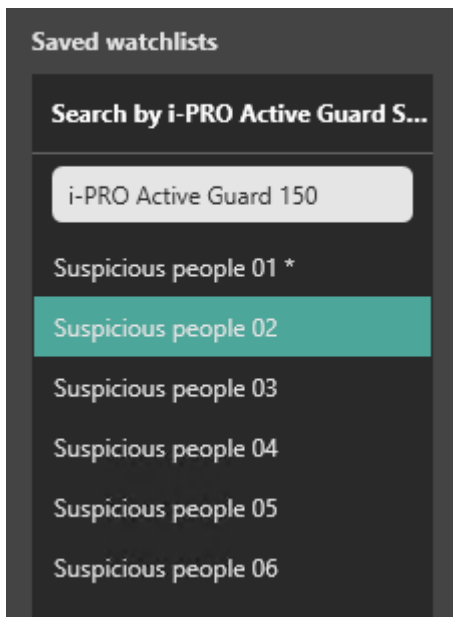 Saved watchlists
Search by i-PRO Active Guard S...
i-PRO Active Guard 150
Suspicious people 01 *
Suspicious people 02
Suspicious people 03
Suspicious people 04
Suspicious people 05
Suspicious people 06